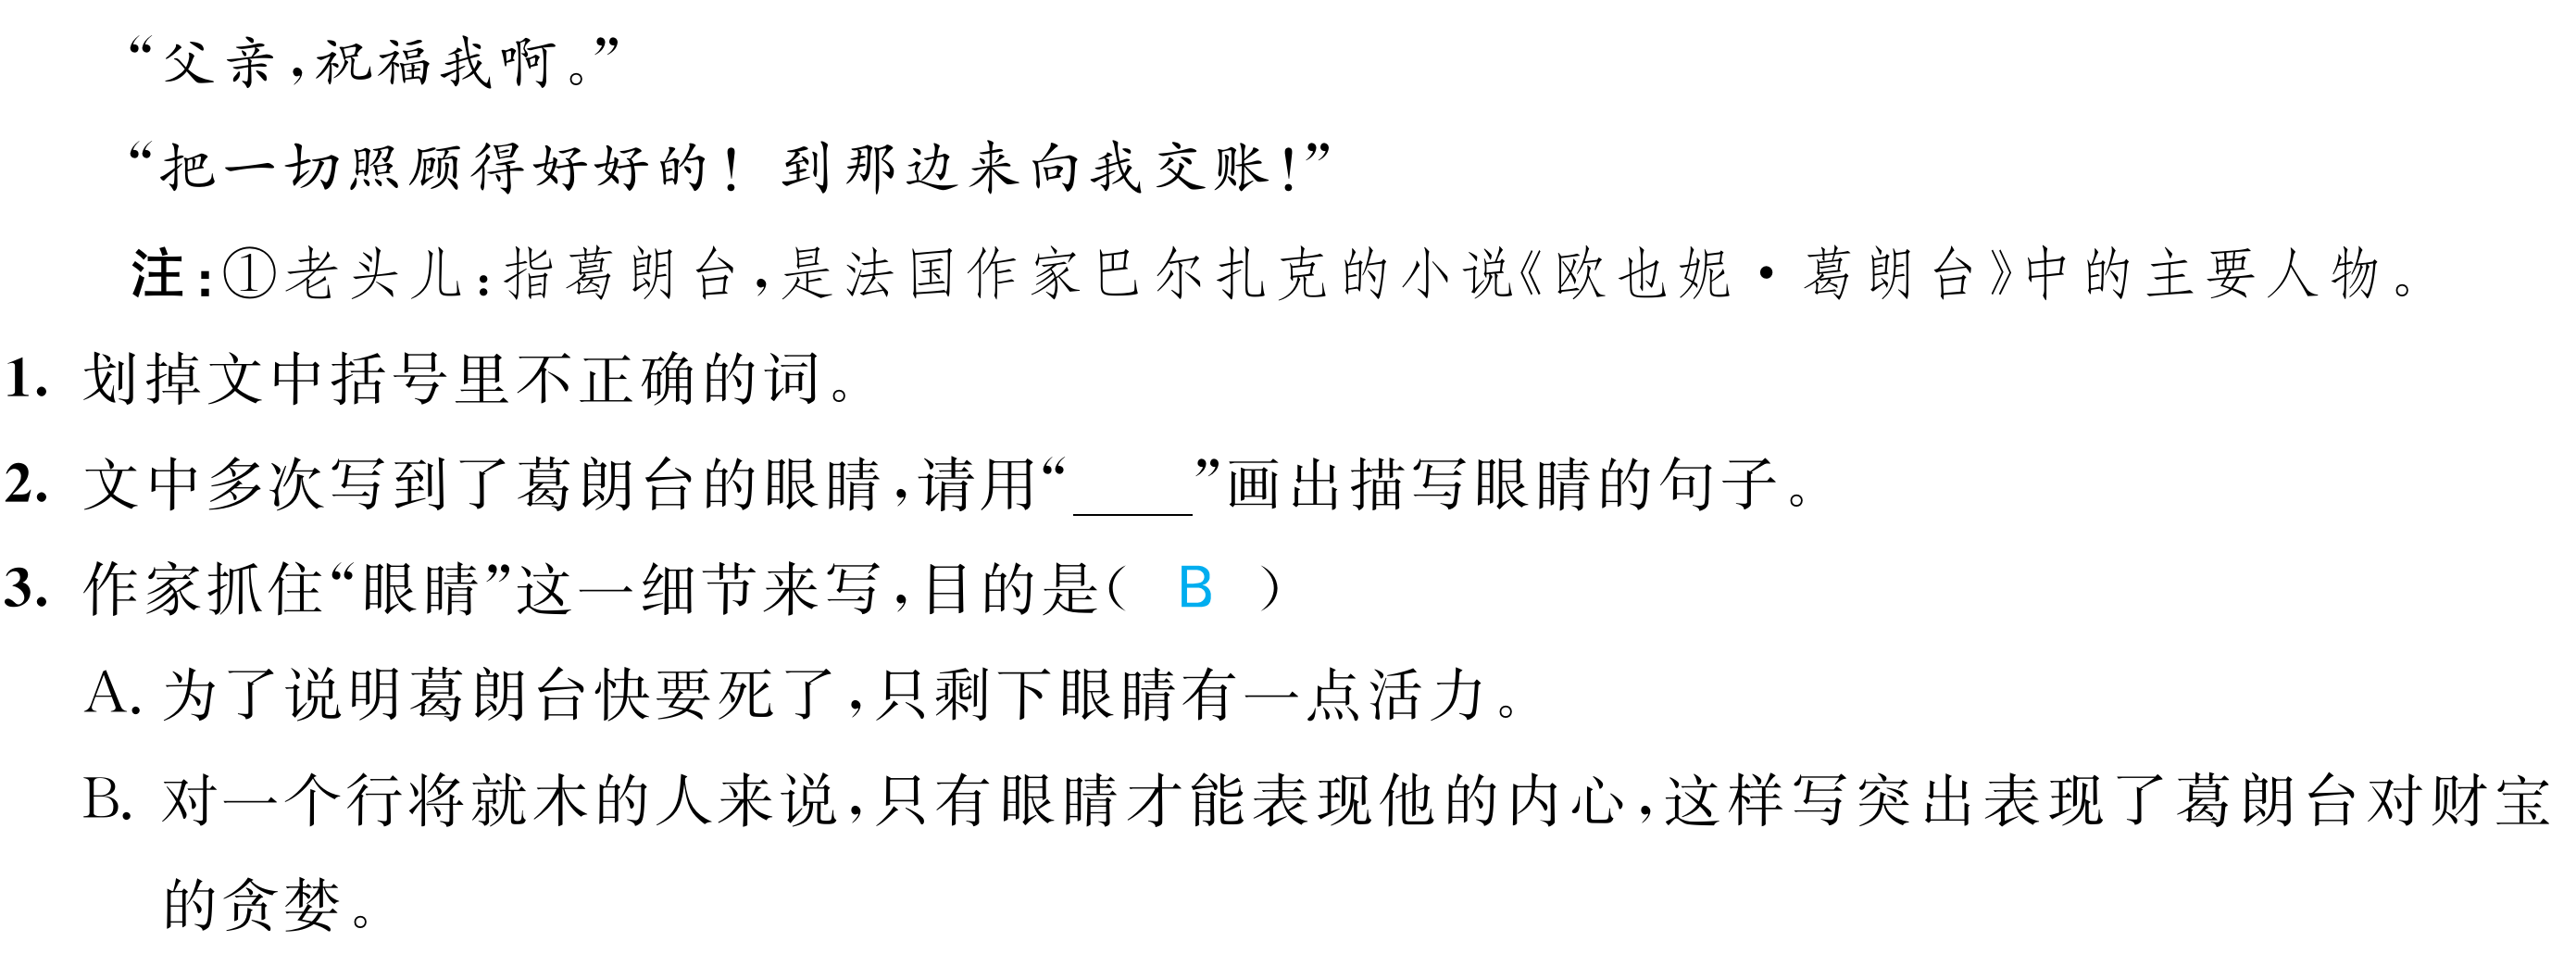 “父亲,祝福我啊。”
“把一切照顾得好好的！到那边来向我交账！”
注:①老头儿:指葛朗台,是法国作家巴尔扎克的小说《欧也妮·葛朗台》中的主要人物。
1. 划掉文中括号里不正确的词。
2. 文中多次写到了葛朗台的眼睛,请用“____”画出描写眼睛的句子。
3. 作家抓住“眼睛”这一细节来写,目的是( B )
A. 为了说明葛朗台快要死了,只剩下眼睛有一点活力。
B. 对一个行将就木的人来说,只有眼睛才能表现他的内心,这样写突出表现了葛朗台对财宝
的贪婪。